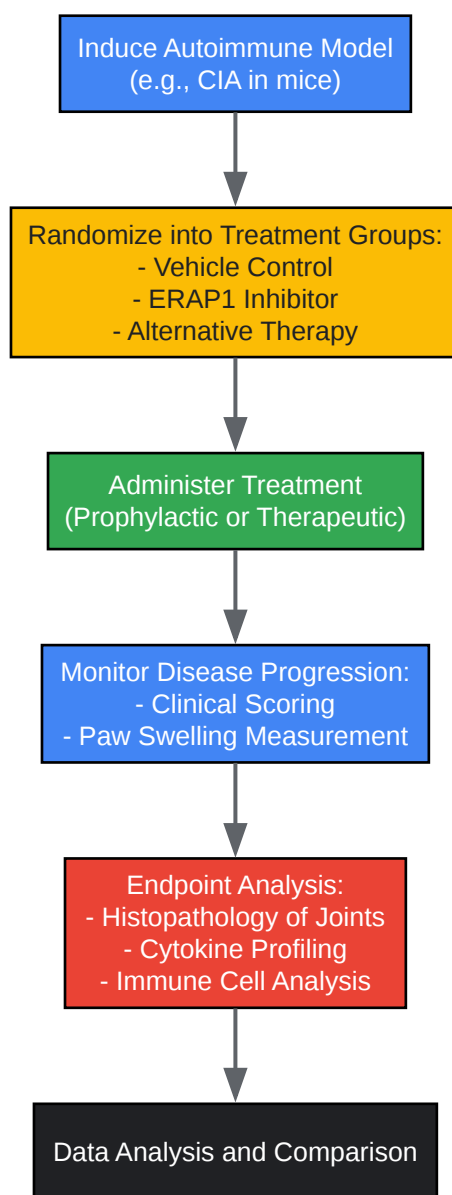 Induce Autoimmune Model
(e.g., CIA in mice)
Randomize into Treatment Groups:
- Vehicle Control
- ERAP1 Inhibitor
- Alternative Therapy
Administer Treatment
(Prophylactic or Therapeutic)
Monitor Disease Progression:
- Clinical Scoring
- Paw Swelling Measurement
Endpoint Analysis:
- Histopathology of Joints
- Cytokine Profiling
- Immune Cell Analysis
Data Analysis and Comparison